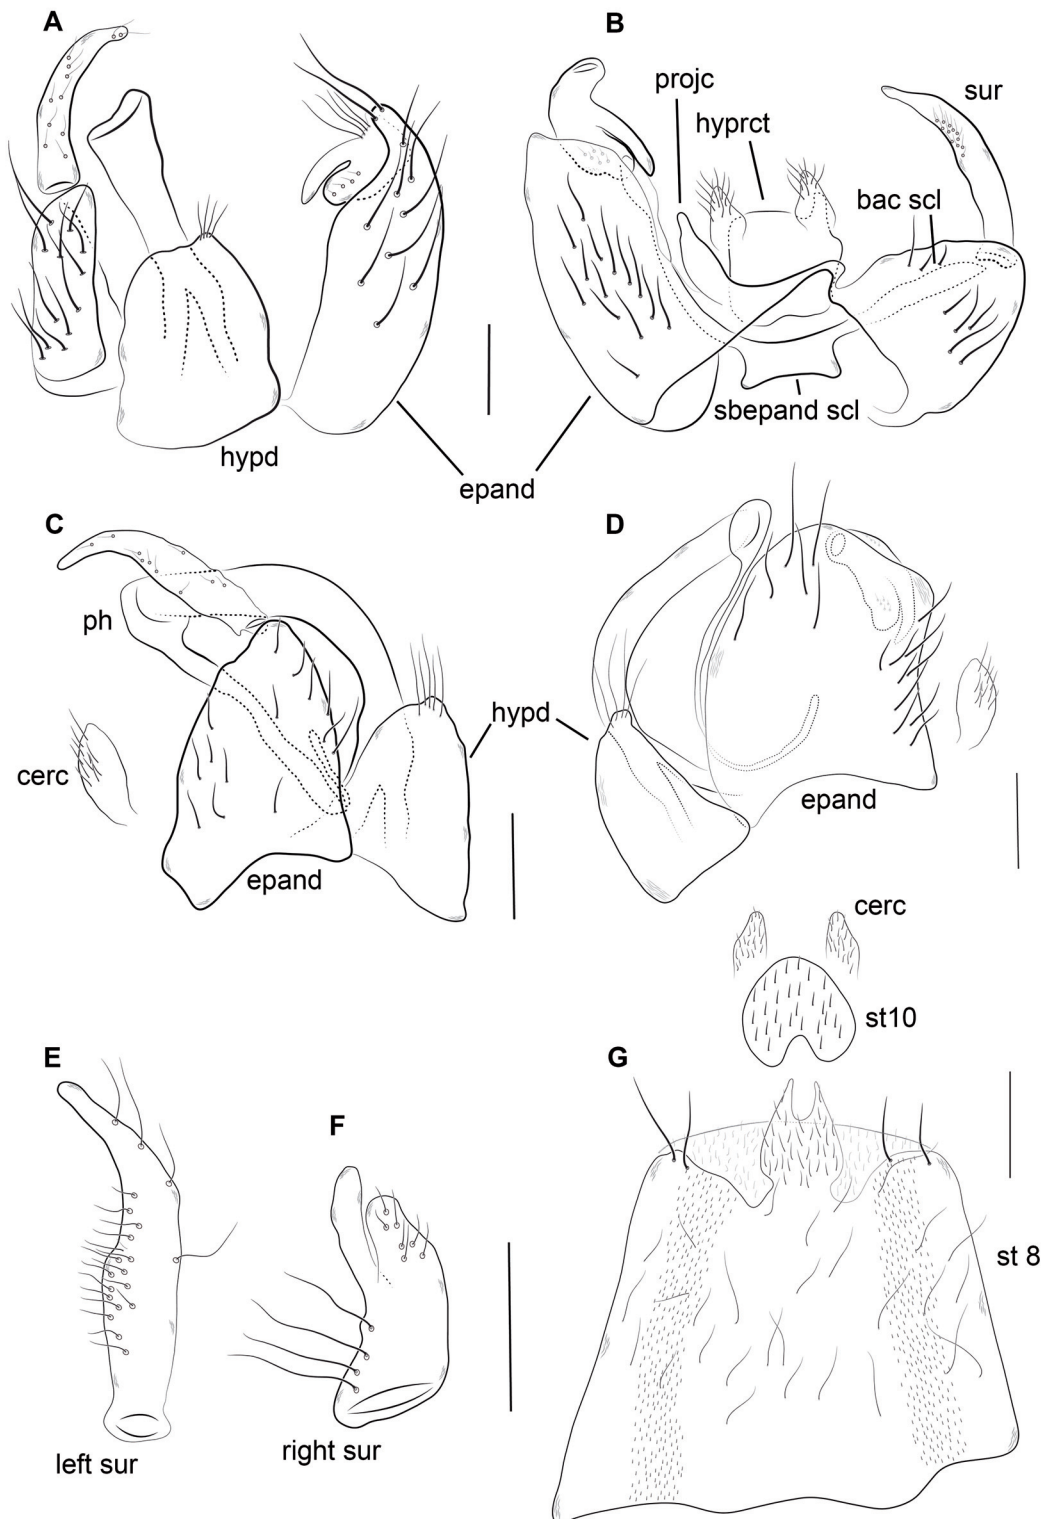 A
B
projc
hyprct
sur
bac scl
sbepand scl
hypd
epand
C
D
ph
hypd
cerc
epand
epand
cerc
st10
E
G
F
st 8
right sur
left sur